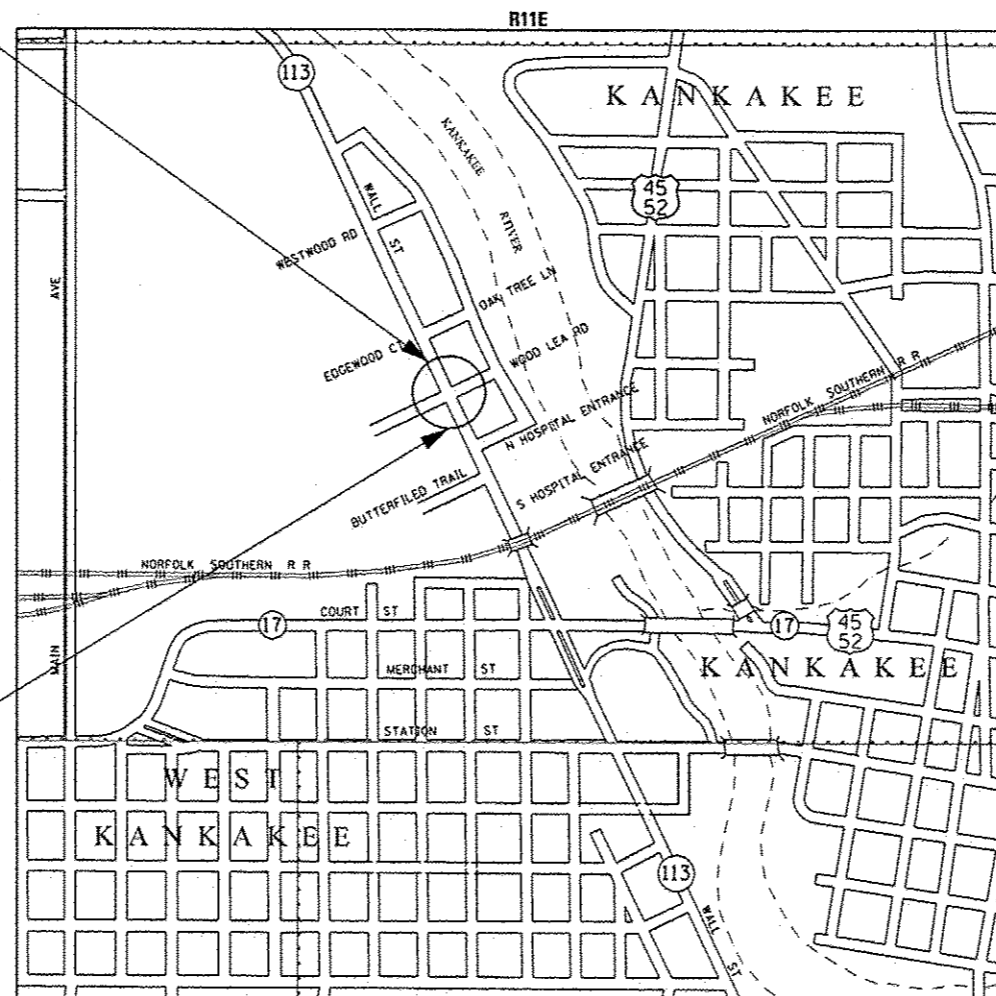 R11E
113
KANKAKEE
KANKAKEE
RIVER
45
52
WALL
ST
WESTWOOD RD
AVE
OAK TREE LN
EDGEWOOD CT
WOOD LEA RD
N HOSPITAL ENTRANCE
NORFOLK SOUTHERN R R
S HOSPITAL ENTRANCE
BUTTERFILED TRAIL
NORFOLK SOUTHERN R R
17
COURT ST
17
45
52
MAIN
MERCHANT ST
KANKAKEE
STATION ST
WEST
KANKAKEE
113
WALL
ST